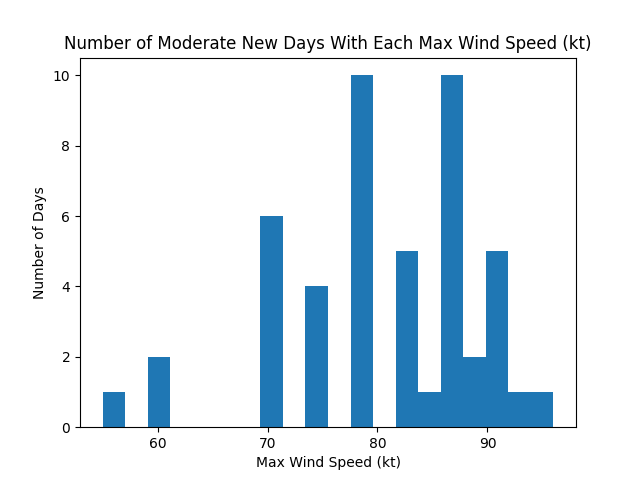 Number of Moderate New Days With Each Max Wind Speed (kt)
10
8
6
4
2
0
Number of Days
60 70 80 90
Max Wind Speed (kt)